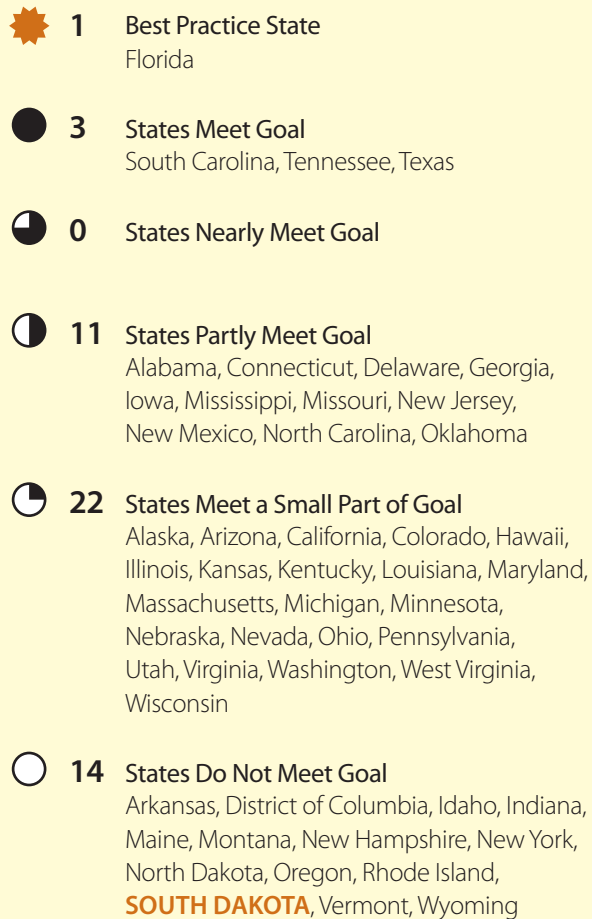 1 Best Practice State
Florida
3 States Meet Goal
South Carolina, Tennessee, Texas
0 States Nearly Meet Goal
11 States Partly Meet Goal
Alabama, Connecticut, Delaware, Georgia,
Iowa, Mississippi, Missouri, New Jersey,
New Mexico, North Carolina, Oklahoma
22 States Meet a Small Part of Goal
Alaska, Arizona, California, Colorado, Hawaii,
Illinois, Kansas, Kentucky, Louisiana, Maryland,
Massachusetts, Michigan, Minnesota,
Nebraska, Nevada, Ohio, Pennsylvania,
Utah, Virginia, Washington, West Virginia,
Wisconsin
14 States Do Not Meet Goal
Arkansas, District of Columbia, Idaho, Indiana,
Maine, Montana, New Hampshire, New York,
North Dakota, Oregon, Rhode Island,
SOUTH DAKOTA, Vermont, Wyoming